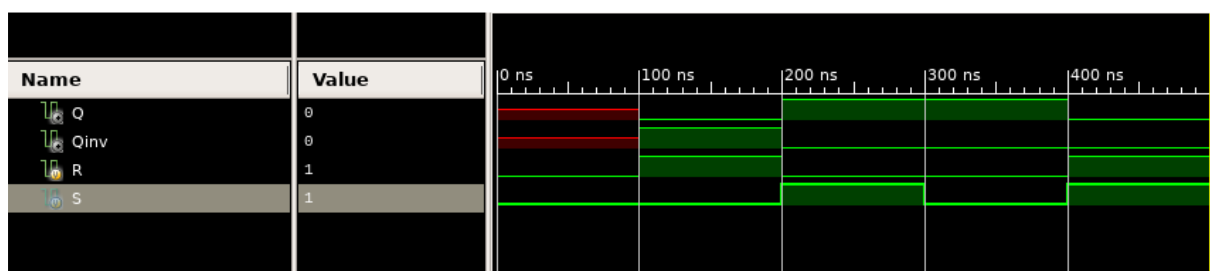 Name Value 0 ns 100 ns 200 ns 300 ns 400 ns
Q 0
Qinv 0
R 1
S 1